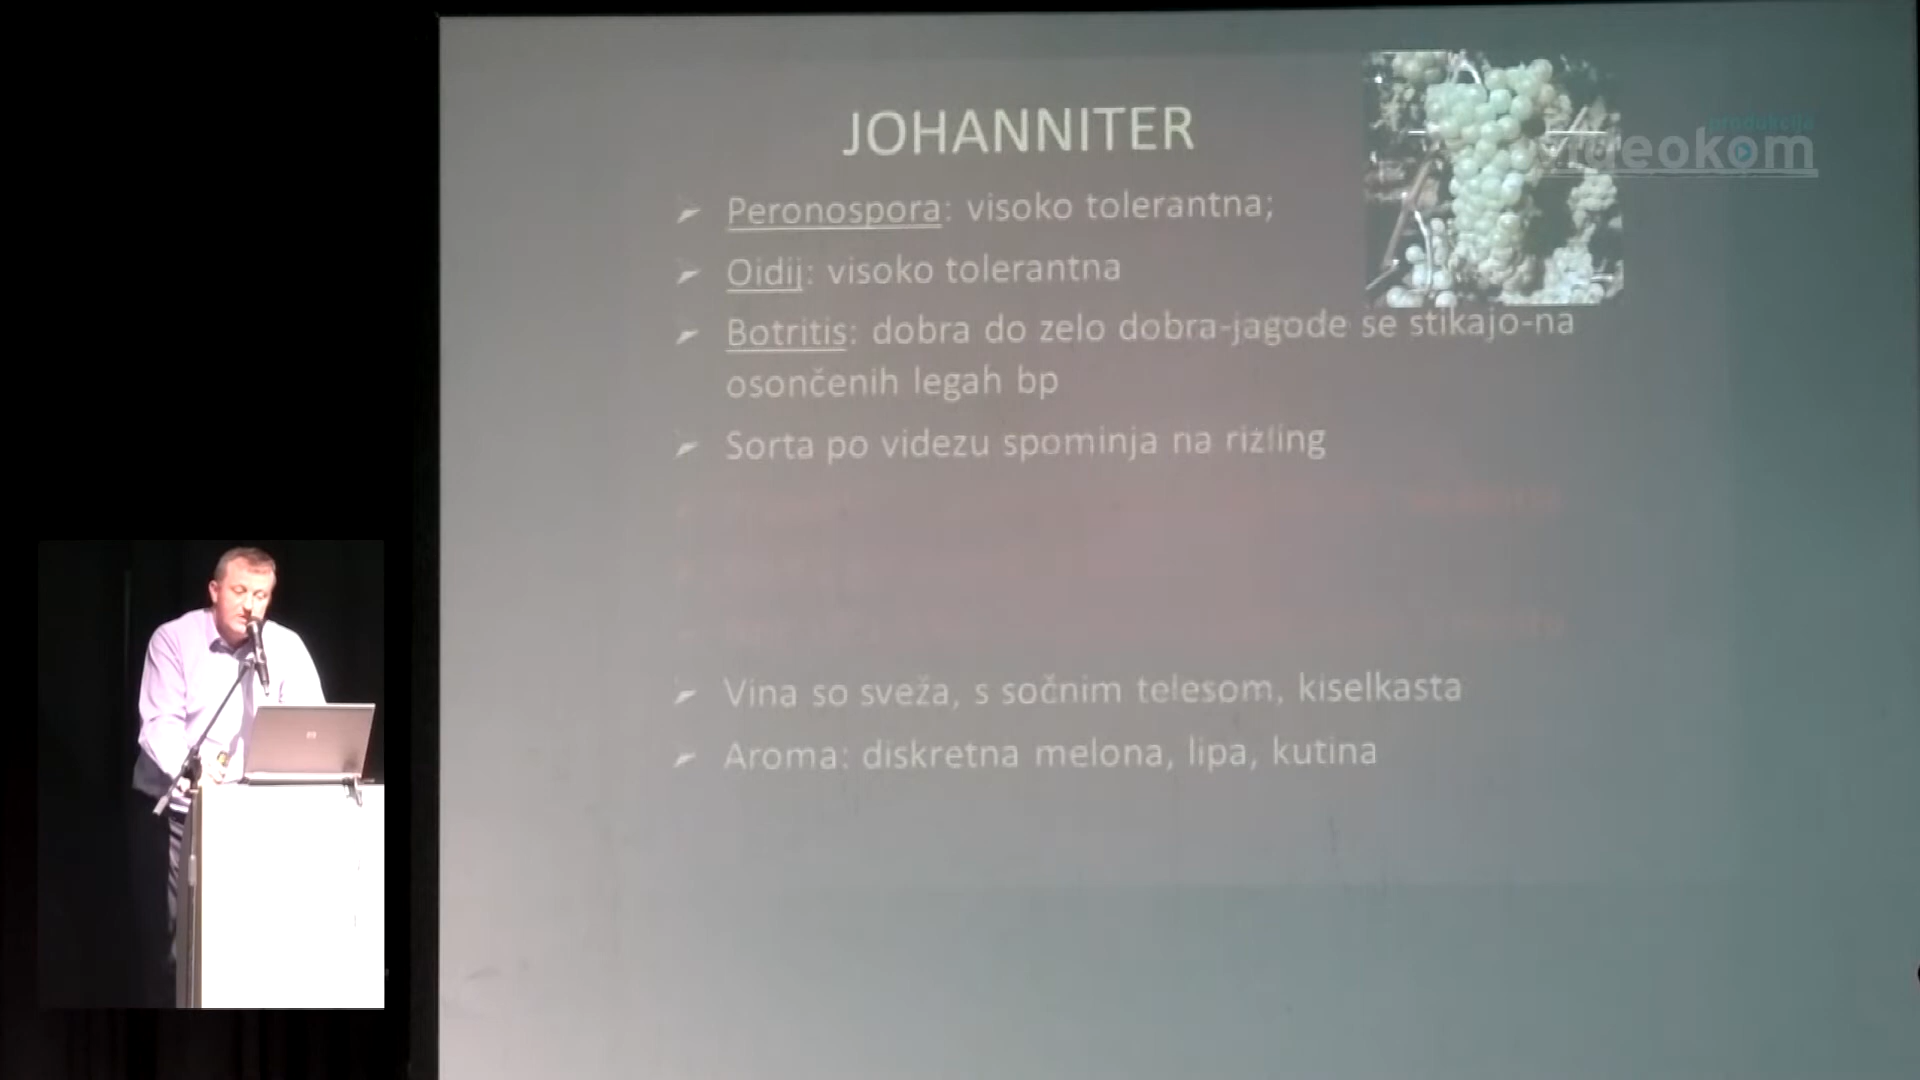 JOHANNITER
produkcija
videokom
Peronospora: visoko tolerantna;
Oidij: visoko tolerantna
Botritis: dobra do zelo dobra-jagode se stikajo-na
osončenih legah bp
Sorta po videzu spominja na rizling
Vina so sveža, s sočnim telesom, kiselkasta
Aroma: diskretna melona, lipa, kutina